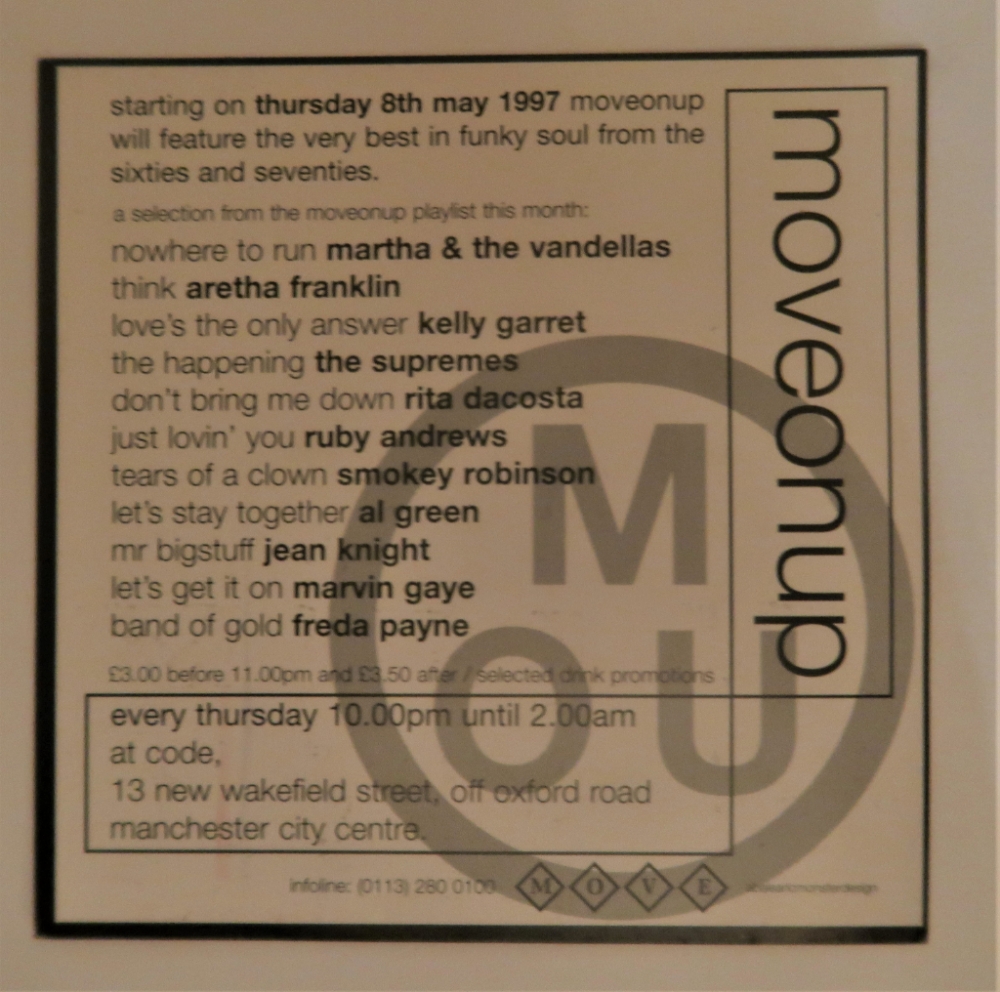 starting on thursday 8th may 1997 moveonup
will feature the very best in funky soul from the
sixties and seventies.
a selection from the moveonup playlist this month:
nowhere to run martha & the vandellas
think aretha franklin
love's the only answer kelly garret
the happening the supremes
don't bring me down rita dacosta
just lovin' you ruby andrews
tears of a clown smokey robinson
let's stay together al green
mr bigstuff jean knight
let's get it on marvin gaye
band of gold freda payne
£3.00 before 11.00pm and £3.50 after / selected drink promotions
every thursday 10.00pm until 2.00am
at code,
13 new wakefield street, off oxford road
manchester city centre.
infoline: (0113) 280 0100
MOVE
moveonup
M
OU